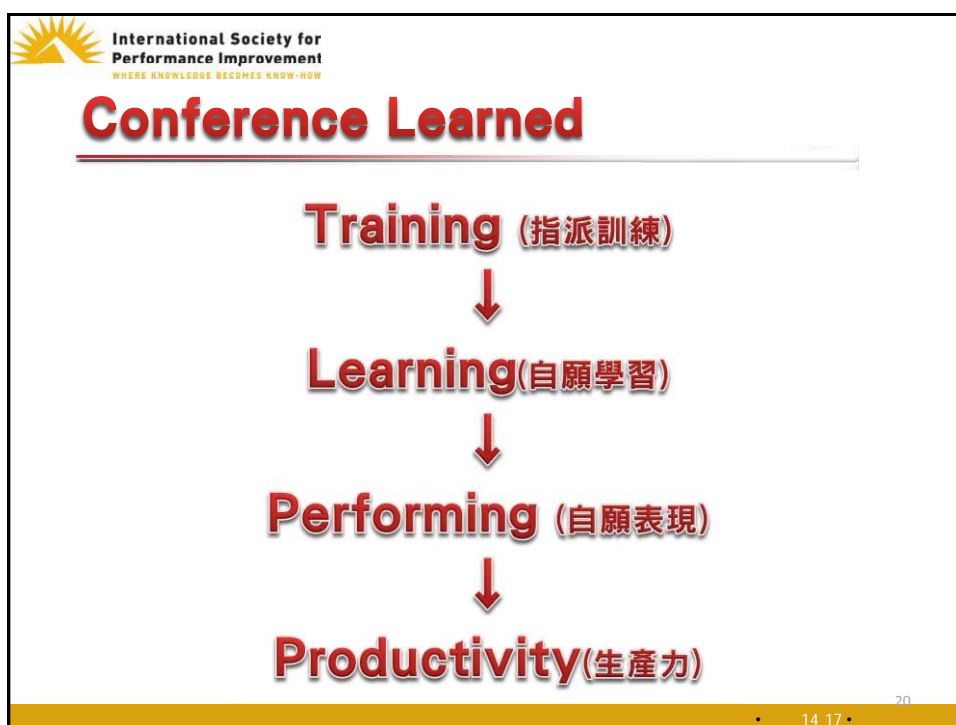 International Society for
Performance Improvement
WHERE KNOWLEDGE BECOMES KNOW-HOW
Conference Learned
Training (指派訓練)
↓
Learning(自願學習)
↓
Performing (自願表現)
↓
Productivity(生產力)
20
• 14 17 •